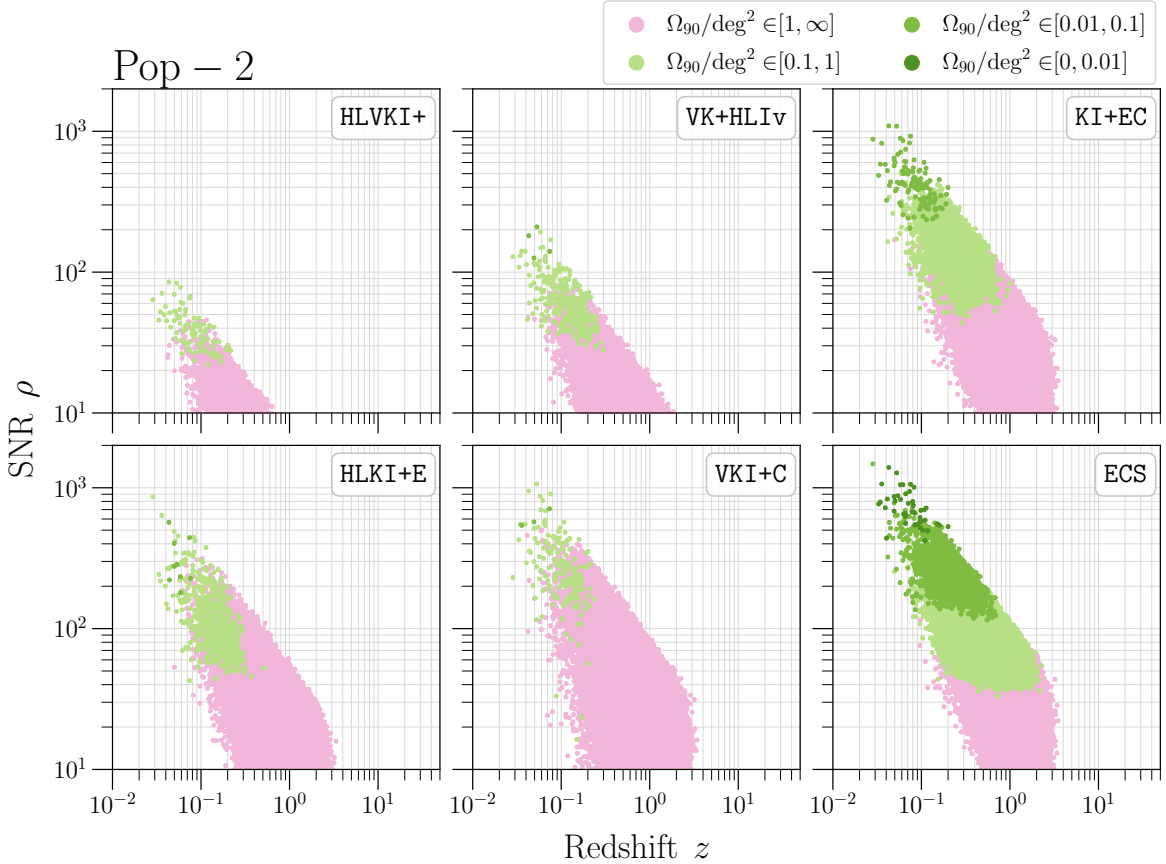 Ω₉₀/deg² ∈[1, ∞]
Ω₉₀/deg² ∈[0.01, 0.1]
Ω₉₀/deg² ∈[0.1, 1]
Ω₉₀/deg² ∈[0, 0.01]
Pop − 2
HLVKI+
VK+HLIv
KI+EC
10³
10²
10¹
HLKI+E
VKI+C
ECS
10³
10²
10¹
SNR ρ
10⁻² 10⁻¹ 10⁰ 10¹
10⁻² 10⁻¹ 10⁰ 10¹
10⁻² 10⁻¹ 10⁰ 10¹
Redshift z